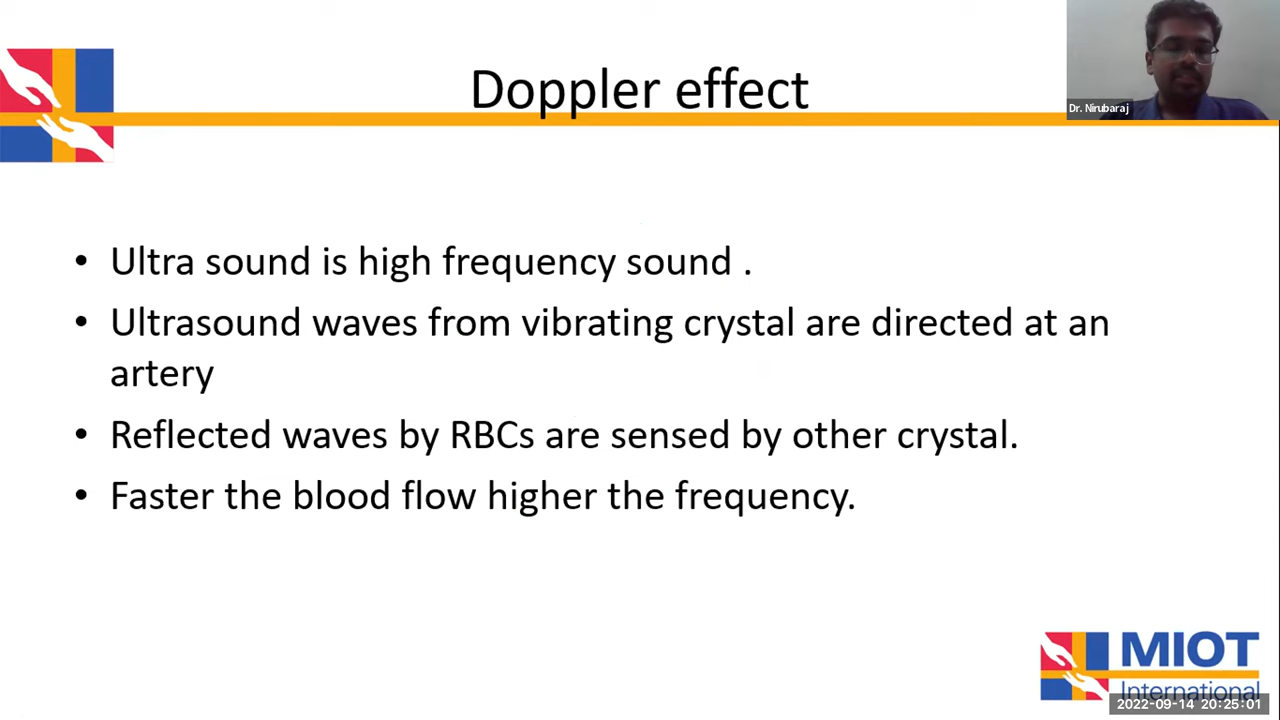 Doppler effect
Dr. Nirubaraj
• Ultra sound is high frequency sound .
• Ultrasound waves from vibrating crystal are directed at an
artery
• Reflected waves by RBCs are sensed by other crystal.
• Faster the blood flow higher the frequency.
MIOT
International
2022-09-14 20:25:01